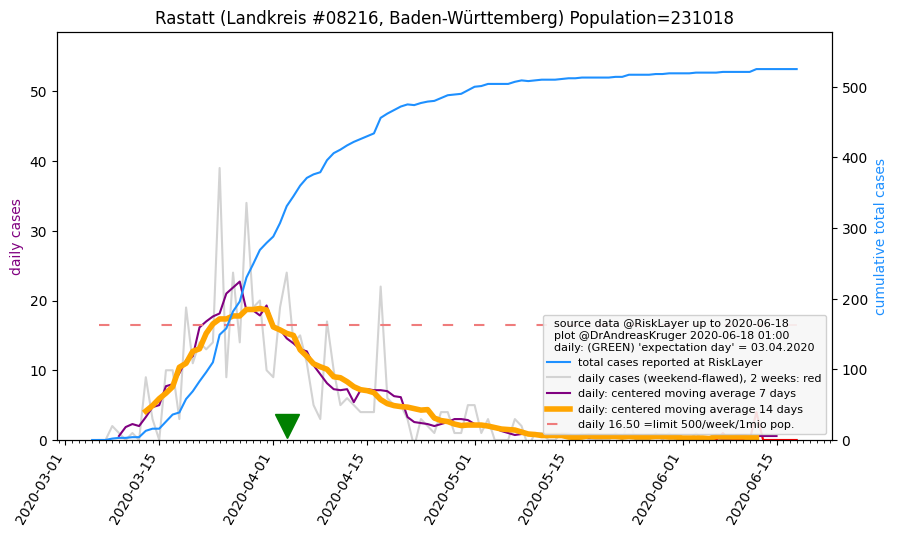 Rastatt (Landkreis #08216, Baden-Württemberg) Population=231018
daily cases
50
40
30
20
10
0
500
400
300
200
100
0
cumulative total cases
source data @RiskLayer up to 2020-06-18
plot @DrAndreasKruger 2020-06-18 01:00
daily: (GREEN) 'expectation day' = 03.04.2020
total cases reported at RiskLayer
daily cases (weekend-flawed), 2 weeks: red
daily: centered moving average 7 days
daily: centered moving average 14 days
daily 16.50 =limit 500/week/1mio pop.
2020-03-01
2020-03-15
2020-04-01
2020-04-15
2020-05-01
2020-05-15
2020-06-01
2020-06-15